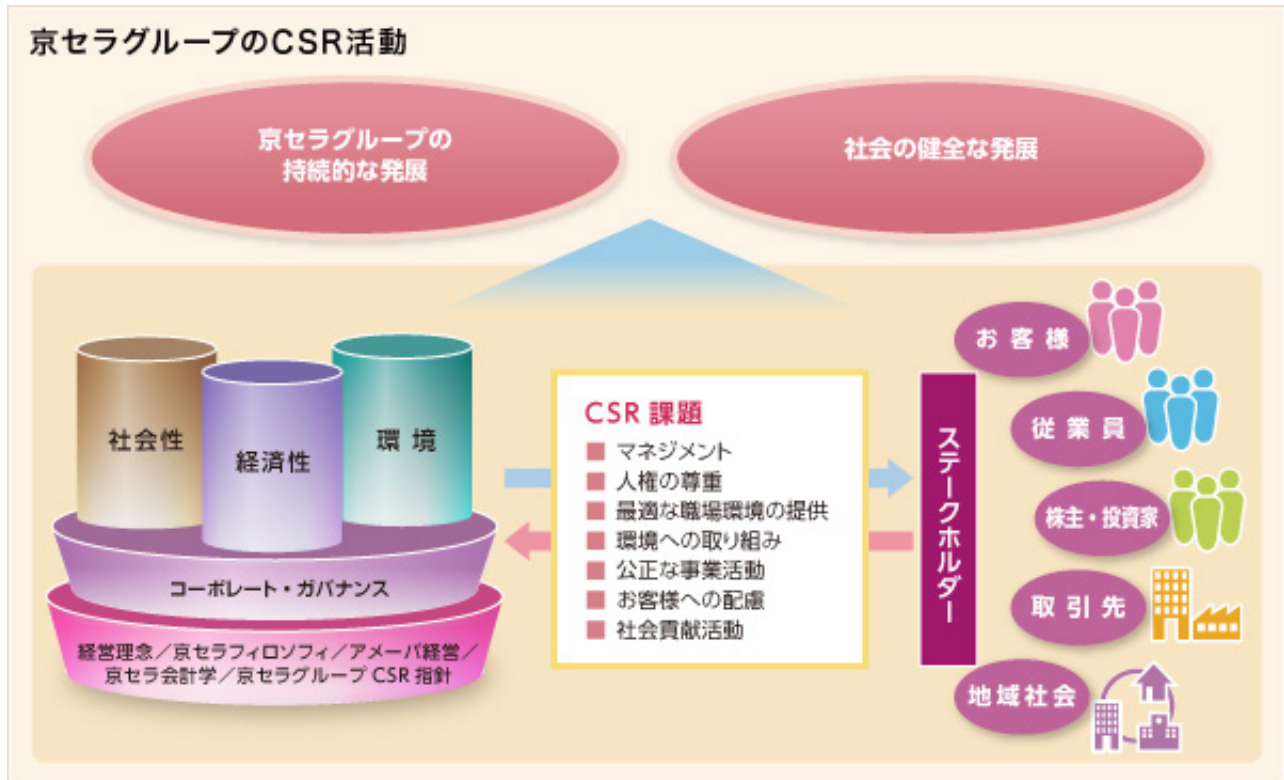 京セラグループのCSR活動
京セラグループの
持続的な発展
社会の健全な発展
社会性
経済性
環境
コーポレート・ガバナンス
経営理念／京セラフィロソフィ／アメーバ経営／
京セラ会計学／京セラグループ CSR 指針
CSR 課題
■ マネジメント
■ 人権の尊重
■ 最適な職場環境の提供
■ 環境への取り組み
■ 公正な事業活動
■ お客様への配慮
■ 社会貢献活動
ステークホルダー
お客様
従業員
株主・投資家
取引先
地域社会